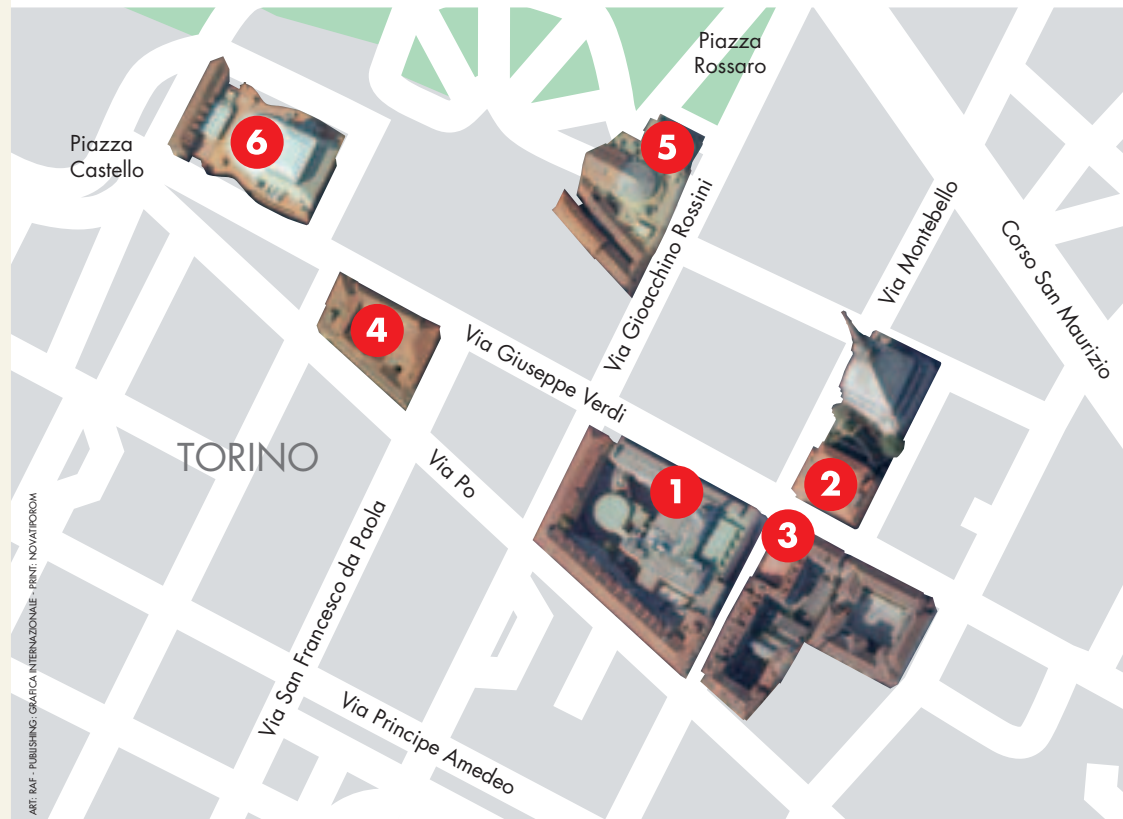 Piazza
Rossaro
Piazza
Castello
6
5
Via Gioacchino Rossini
Via Montebello
Corso San Maurizio
4
Via Giuseppe Verdi
TORINO
Via Po
1
2
3
Via San Francesco da Paola
Via Principe Amedeo
ART: RAF - PUBLISHING: GRAFICA INTERNAZIONALE - PRINT: NOVATIPOROM